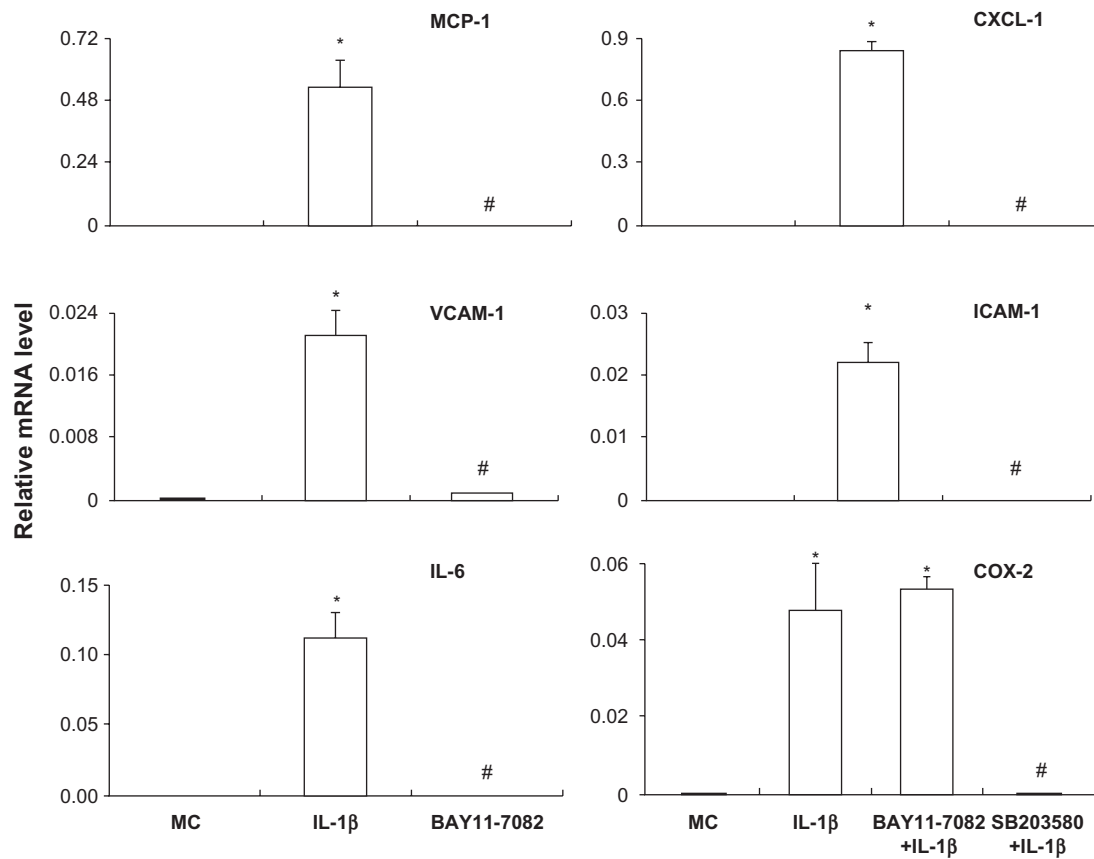 Relative mRNA level
MCP-1
0.72
0.48
0.24
0
*
#
CXCL-1
0.9
0.6
0.3
0
*
#
VCAM-1
0.024
0.016
0.008
0
*
#
ICAM-1
0.03
0.02
0.01
0
*
#
IL-6
0.15
0.10
0.05
0.00
*
#
MC
IL-1β
BAY11-7082
COX-2
0.06
0.04
0.02
0
*
*
#
MC
IL-1β
BAY11-7082
+IL-1β
SB203580
+IL-1β